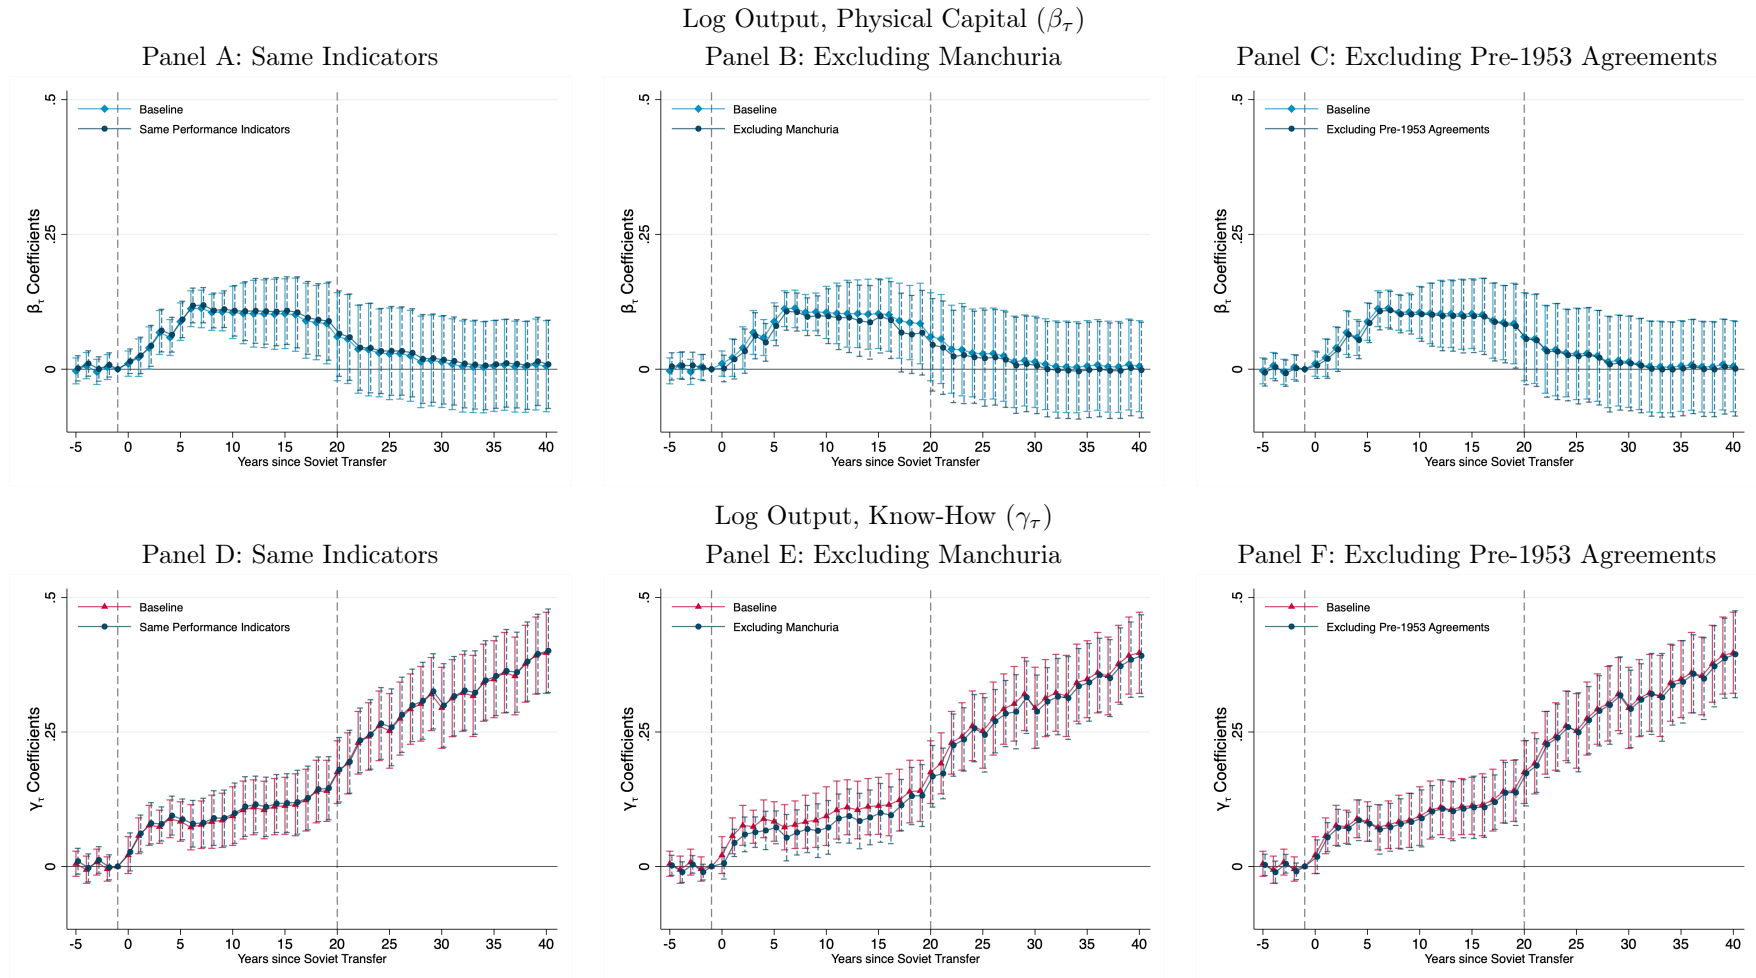 Log Output, Physical Capital (βτ)
Panel A: Same Indicators
.5
.25
0
βτ Coefficients
Baseline
Same Performance Indicators
-5 0 5 10 15 20 25 30 35 40
Years since Soviet Transfer
Panel B: Excluding Manchuria
.5
.25
0
βτ Coefficients
Baseline
Excluding Manchuria
-5 0 5 10 15 20 25 30 35 40
Years since Soviet Transfer
Panel C: Excluding Pre-1953 Agreements
.5
.25
0
βτ Coefficients
Baseline
Excluding Pre-1953 Agreements
-5 0 5 10 15 20 25 30 35 40
Years since Soviet Transfer
Log Output, Know-How (γτ)
Panel D: Same Indicators
.5
.25
0
γτ Coefficients
Baseline
Same Performance Indicators
-5 0 5 10 15 20 25 30 35 40
Years since Soviet Transfer
Panel E: Excluding Manchuria
.5
.25
0
γτ Coefficients
Baseline
Excluding Manchuria
-5 0 5 10 15 20 25 30 35 40
Years since Soviet Transfer
Panel F: Excluding Pre-1953 Agreements
.5
.25
0
γτ Coefficients
Baseline
Excluding Pre-1953 Agreements
-5 0 5 10 15 20 25 30 35 40
Years since Soviet Transfer